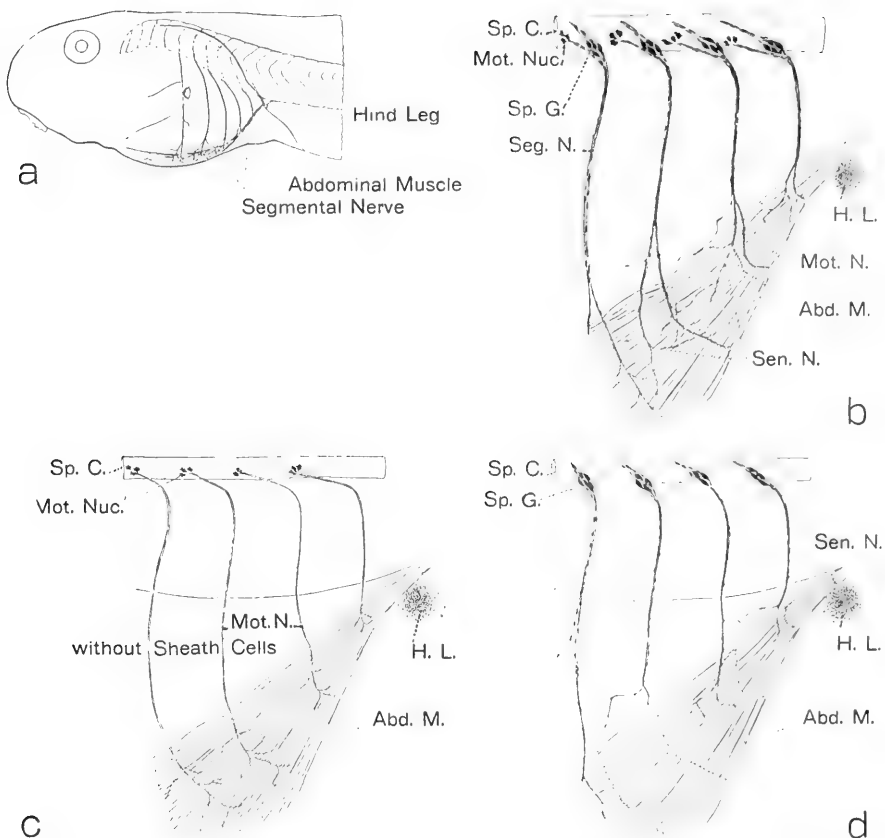 a
Hind Leg
Abdominal Muscle
Segmental Nerve
Sp. C.
Mot. Nuc.
Sp. G.
Seg. N.
H. L.
Mot. N.
Abd. M.
Sen. N.
b
Sp. C.
Mot. Nuc.
Mot. N.
without Sheath Cells
H. L.
Abd. M.
c
Sp. C.
Sp. G.
Sen. N.
H. L.
Abd. M.
d